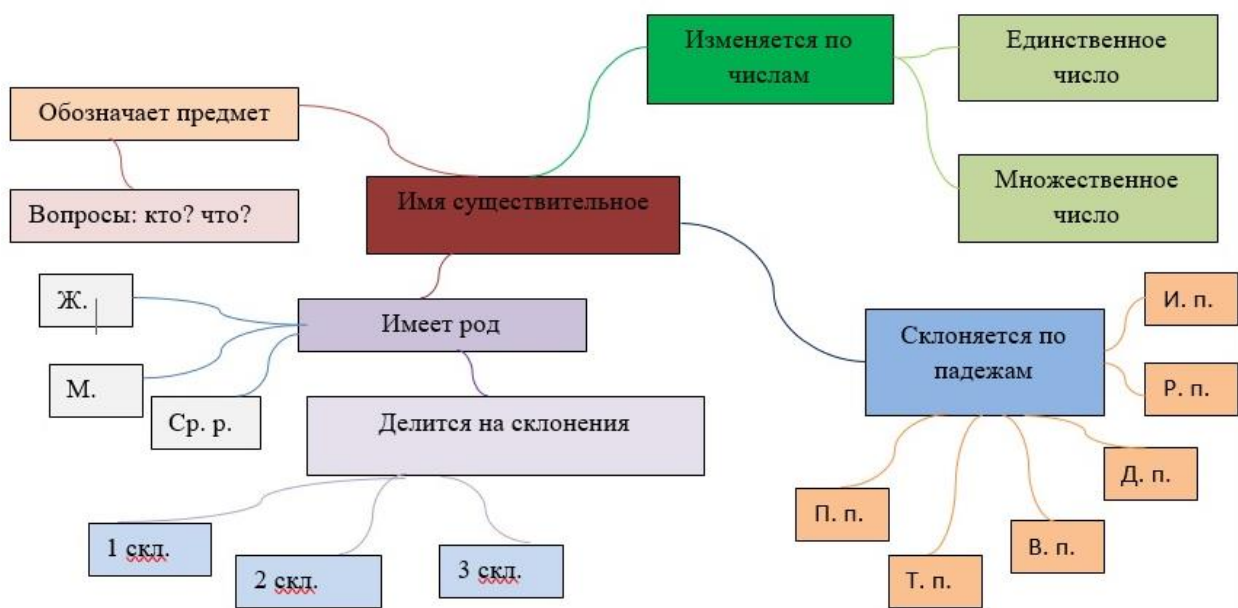 Изменяется по
числам
Единственное
число
Обозначает предмет
Множественное
число
Вопросы: кто? что?
Имя существительное
Ж.
Имеет род
М.
Ср. р.
Делится на склонения
1 скл.
2 скл.
3 скл.
Склоняется по
падежам
И. п.
Р. п.
Д. п.
В. п.
Т. п.
П. п.